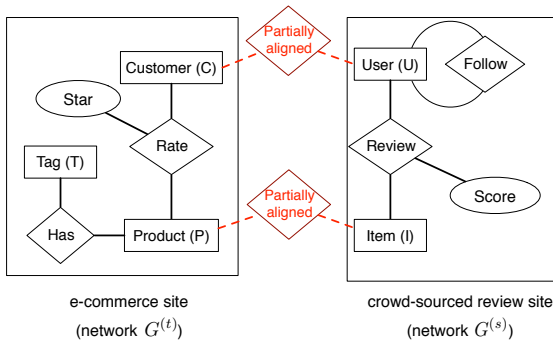 Partially
aligned
Customer (C)
User (U)
Follow
Star
Rate
Review
Tag (T)
Partially
aligned
Score
Has
Product (P)
Item (I)
e-commerce site
(network G^{(t)})
crowd-sourced review site
(network G^{(s)})